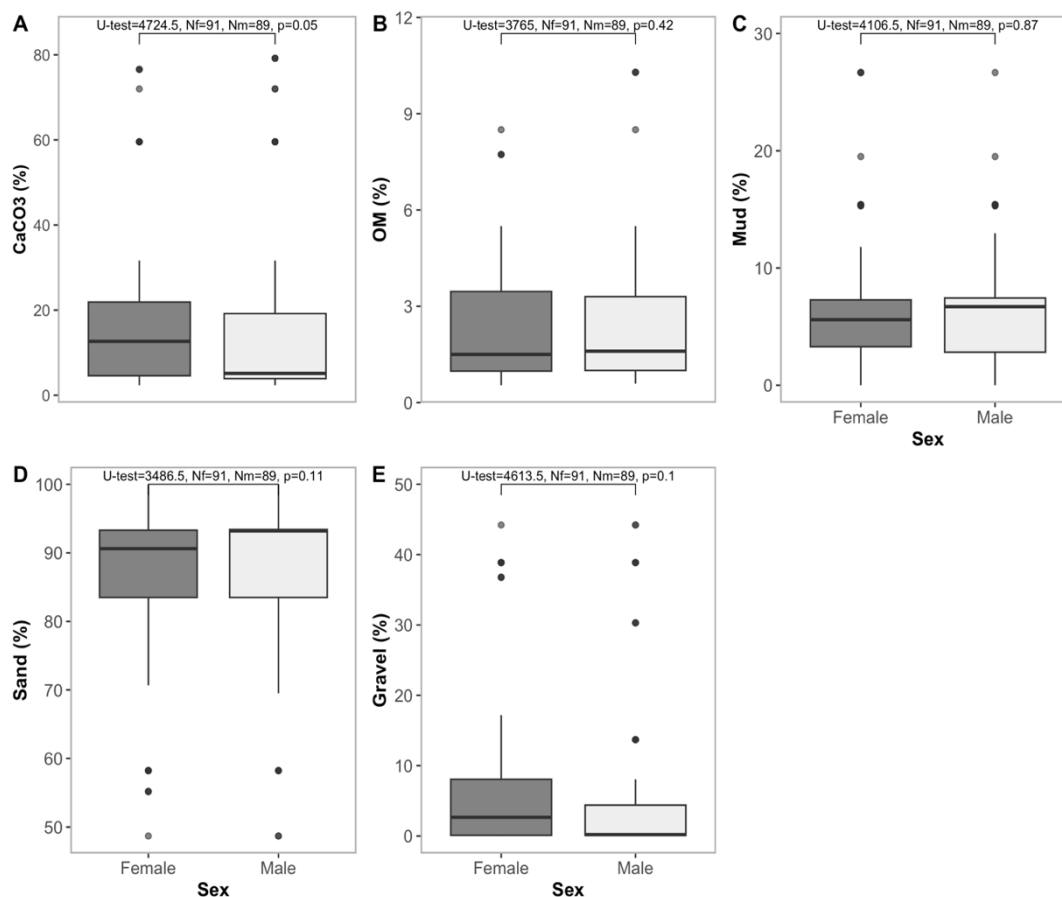 A
U-test=4724.5, Nf=91, Nm=89, p=0.05
CaCO3 (%)
80
60
40
20
0
B
U-test=3765, Nf=91, Nm=89, p=0.42
OM (%)
12
9
6
3
0
C
U-test=4106.5, Nf=91, Nm=89, p=0.87
Mud (%)
30
20
10
0
Female Male
Sex
D
U-test=3486.5, Nf=91, Nm=89, p=0.11
Sand (%)
100
90
80
70
60
50
Female Male
Sex
E
U-test=4613.5, Nf=91, Nm=89, p=0.1
Gravel (%)
50
40
30
20
10
0
Female Male
Sex